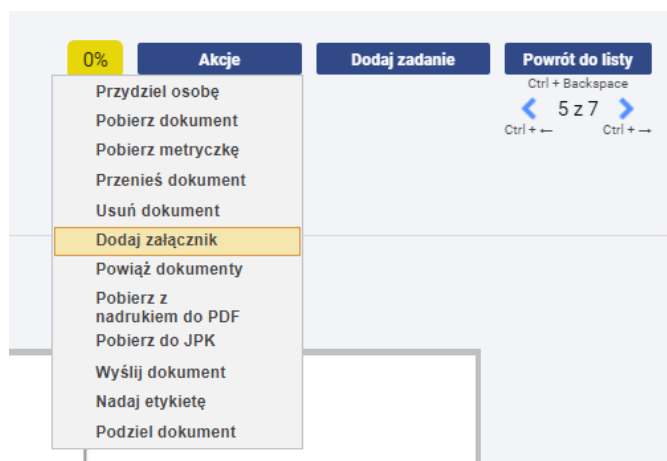 0%
Akcje
Dodaj zadanie
Powrót do listy
Ctrl + Backspace
5 z 7
Ctrl + ←
Ctrl + →
Przydziel osobę
Pobierz dokument
Pobierz metryczkę
Przenieś dokument
Usuń dokument
Dodaj załącznik
Powiąż dokumenty
Pobierz z
nadrukiem do PDF
Pobierz do JPK
Wyślij dokument
Nadaj etykietę
Podziel dokument